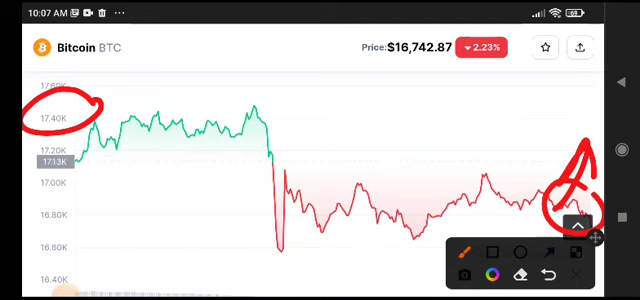 10:07 AM
69
Bitcoin BTC
Price:$16,742.87 2.23%
17.60K
17.40K
17.20K
17.13K
17.00K
16.80K
16.60K
16.40K